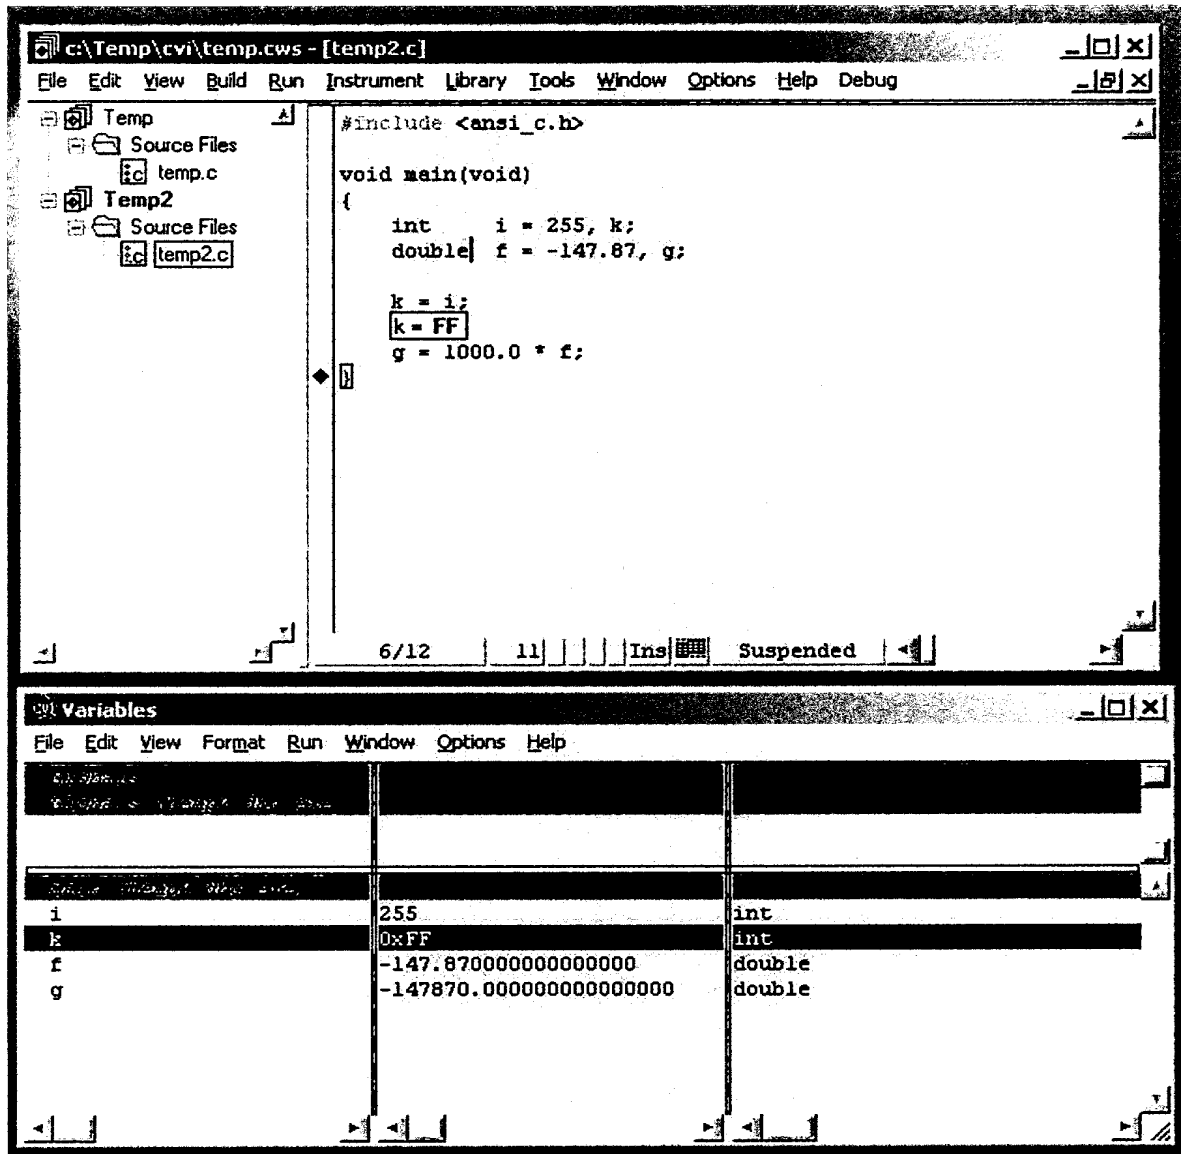 c:\Temp\cvi\temp.cws - [temp2.c]
File Edit View Build Run Instrument Library Tools Window Options Help Debug
Temp
Source Files
temp.c
Temp2
Source Files
temp2.c
#include <ansi_c.h>
void main(void)
{
int i = 255, k;
double f = -147.87, g;
k = i;
k = FF
g = 1000.0 * f;
}
6/12 11 Ins Suspended
Variables
File Edit View Format Run Window Options Help
i 255 int
k 0xFF int
f -147.870000000000000 double
g -147870.000000000000000 double